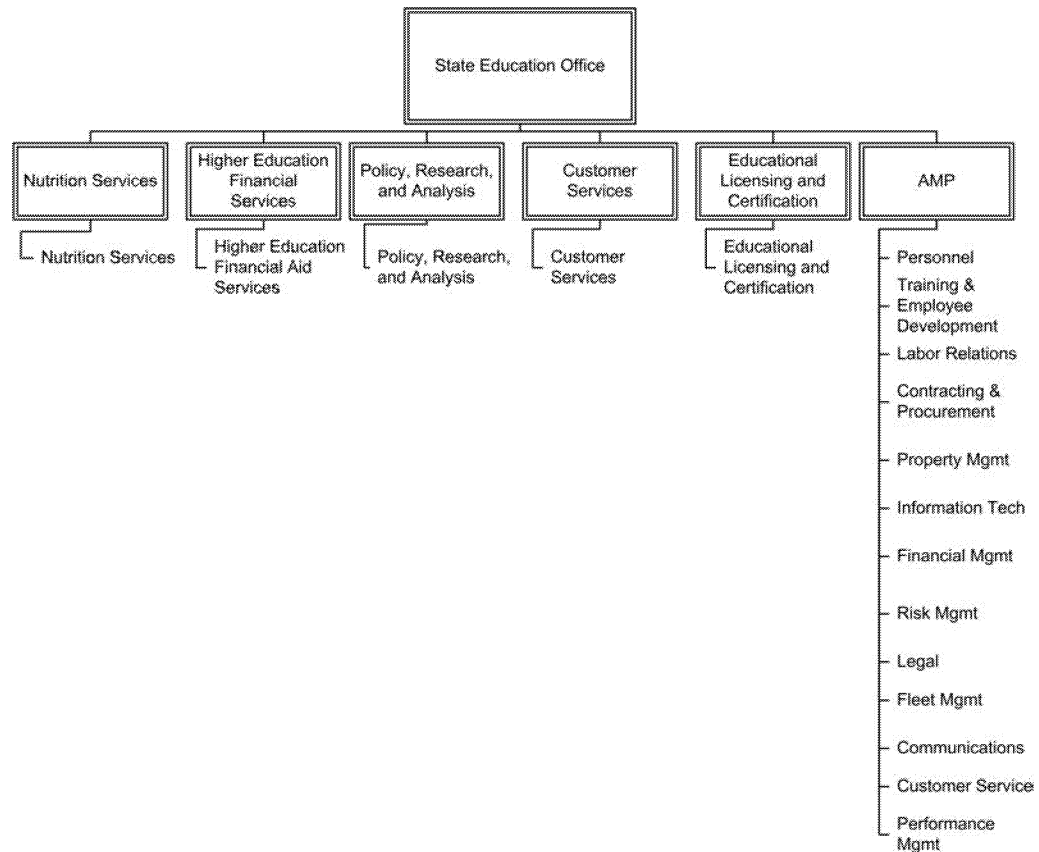 State Education Office
Nutrition Services
Higher Education
Financial
Services
Policy, Research,
and Analysis
Customer
Services
Educational
Licensing and
Certification
AMP
Nutrition Services
Higher Education
Financial Aid
Services
Policy, Research,
and Analysis
Customer
Services
Educational
Licensing and
Certification
Personnel
Training &
Employee
Development
Labor Relations
Contracting &
Procurement
Property Mgmt
Information Tech
Financial Mgmt
Risk Mgmt
Legal
Fleet Mgmt
Communications
Customer Service
Performance
Mgmt